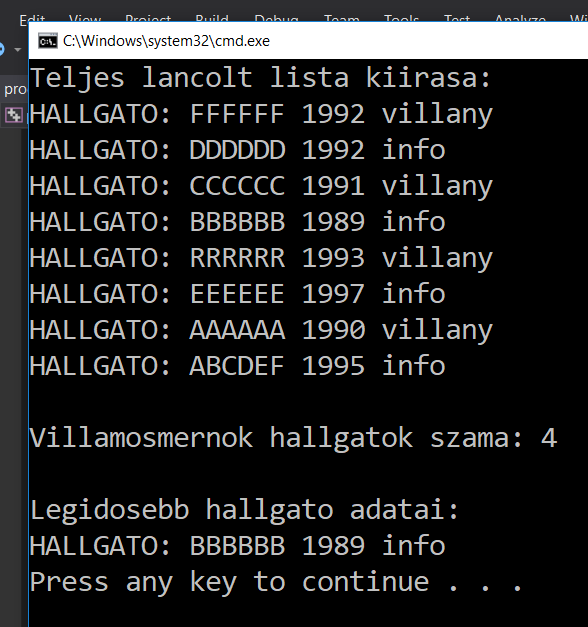 Edit View Project Build Debug Team Tools Test Analyze
C:\Windows\system32\cmd.exe
pro
Teljes lancolt lista kiirasa:
HALLGATO: FFFFFF 1992 villany
HALLGATO: DDDDDD 1992 info
HALLGATO: CCCCCC 1991 villany
HALLGATO: BBBBBB 1989 info
HALLGATO: RRRRRR 1993 villany
HALLGATO: EEEEEE 1997 info
HALLGATO: AAAAAA 1990 villany
HALLGATO: ABCDEF 1995 info
Villamosmernok hallgatok szama: 4
Legidosebb hallgato adatai:
HALLGATO: BBBBBB 1989 info
Press any key to continue . . .